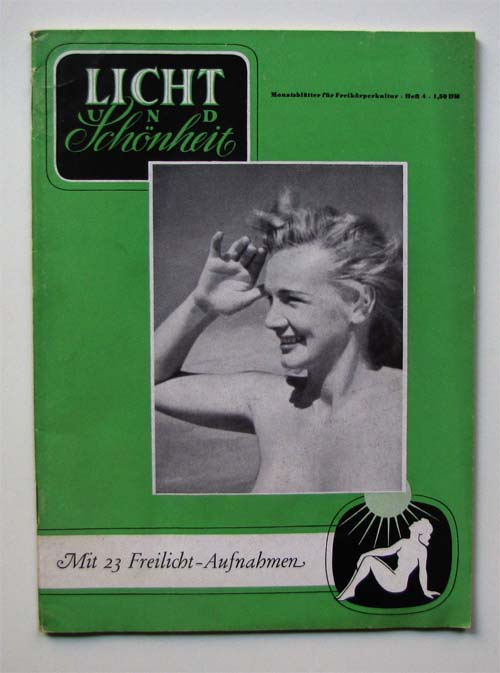 LICHT
UND
Schönheit
Monatsblätter für Freikörperkultur - Heft 4 - 1,50 DM
Mit 23 Freilicht-Aufnahmen